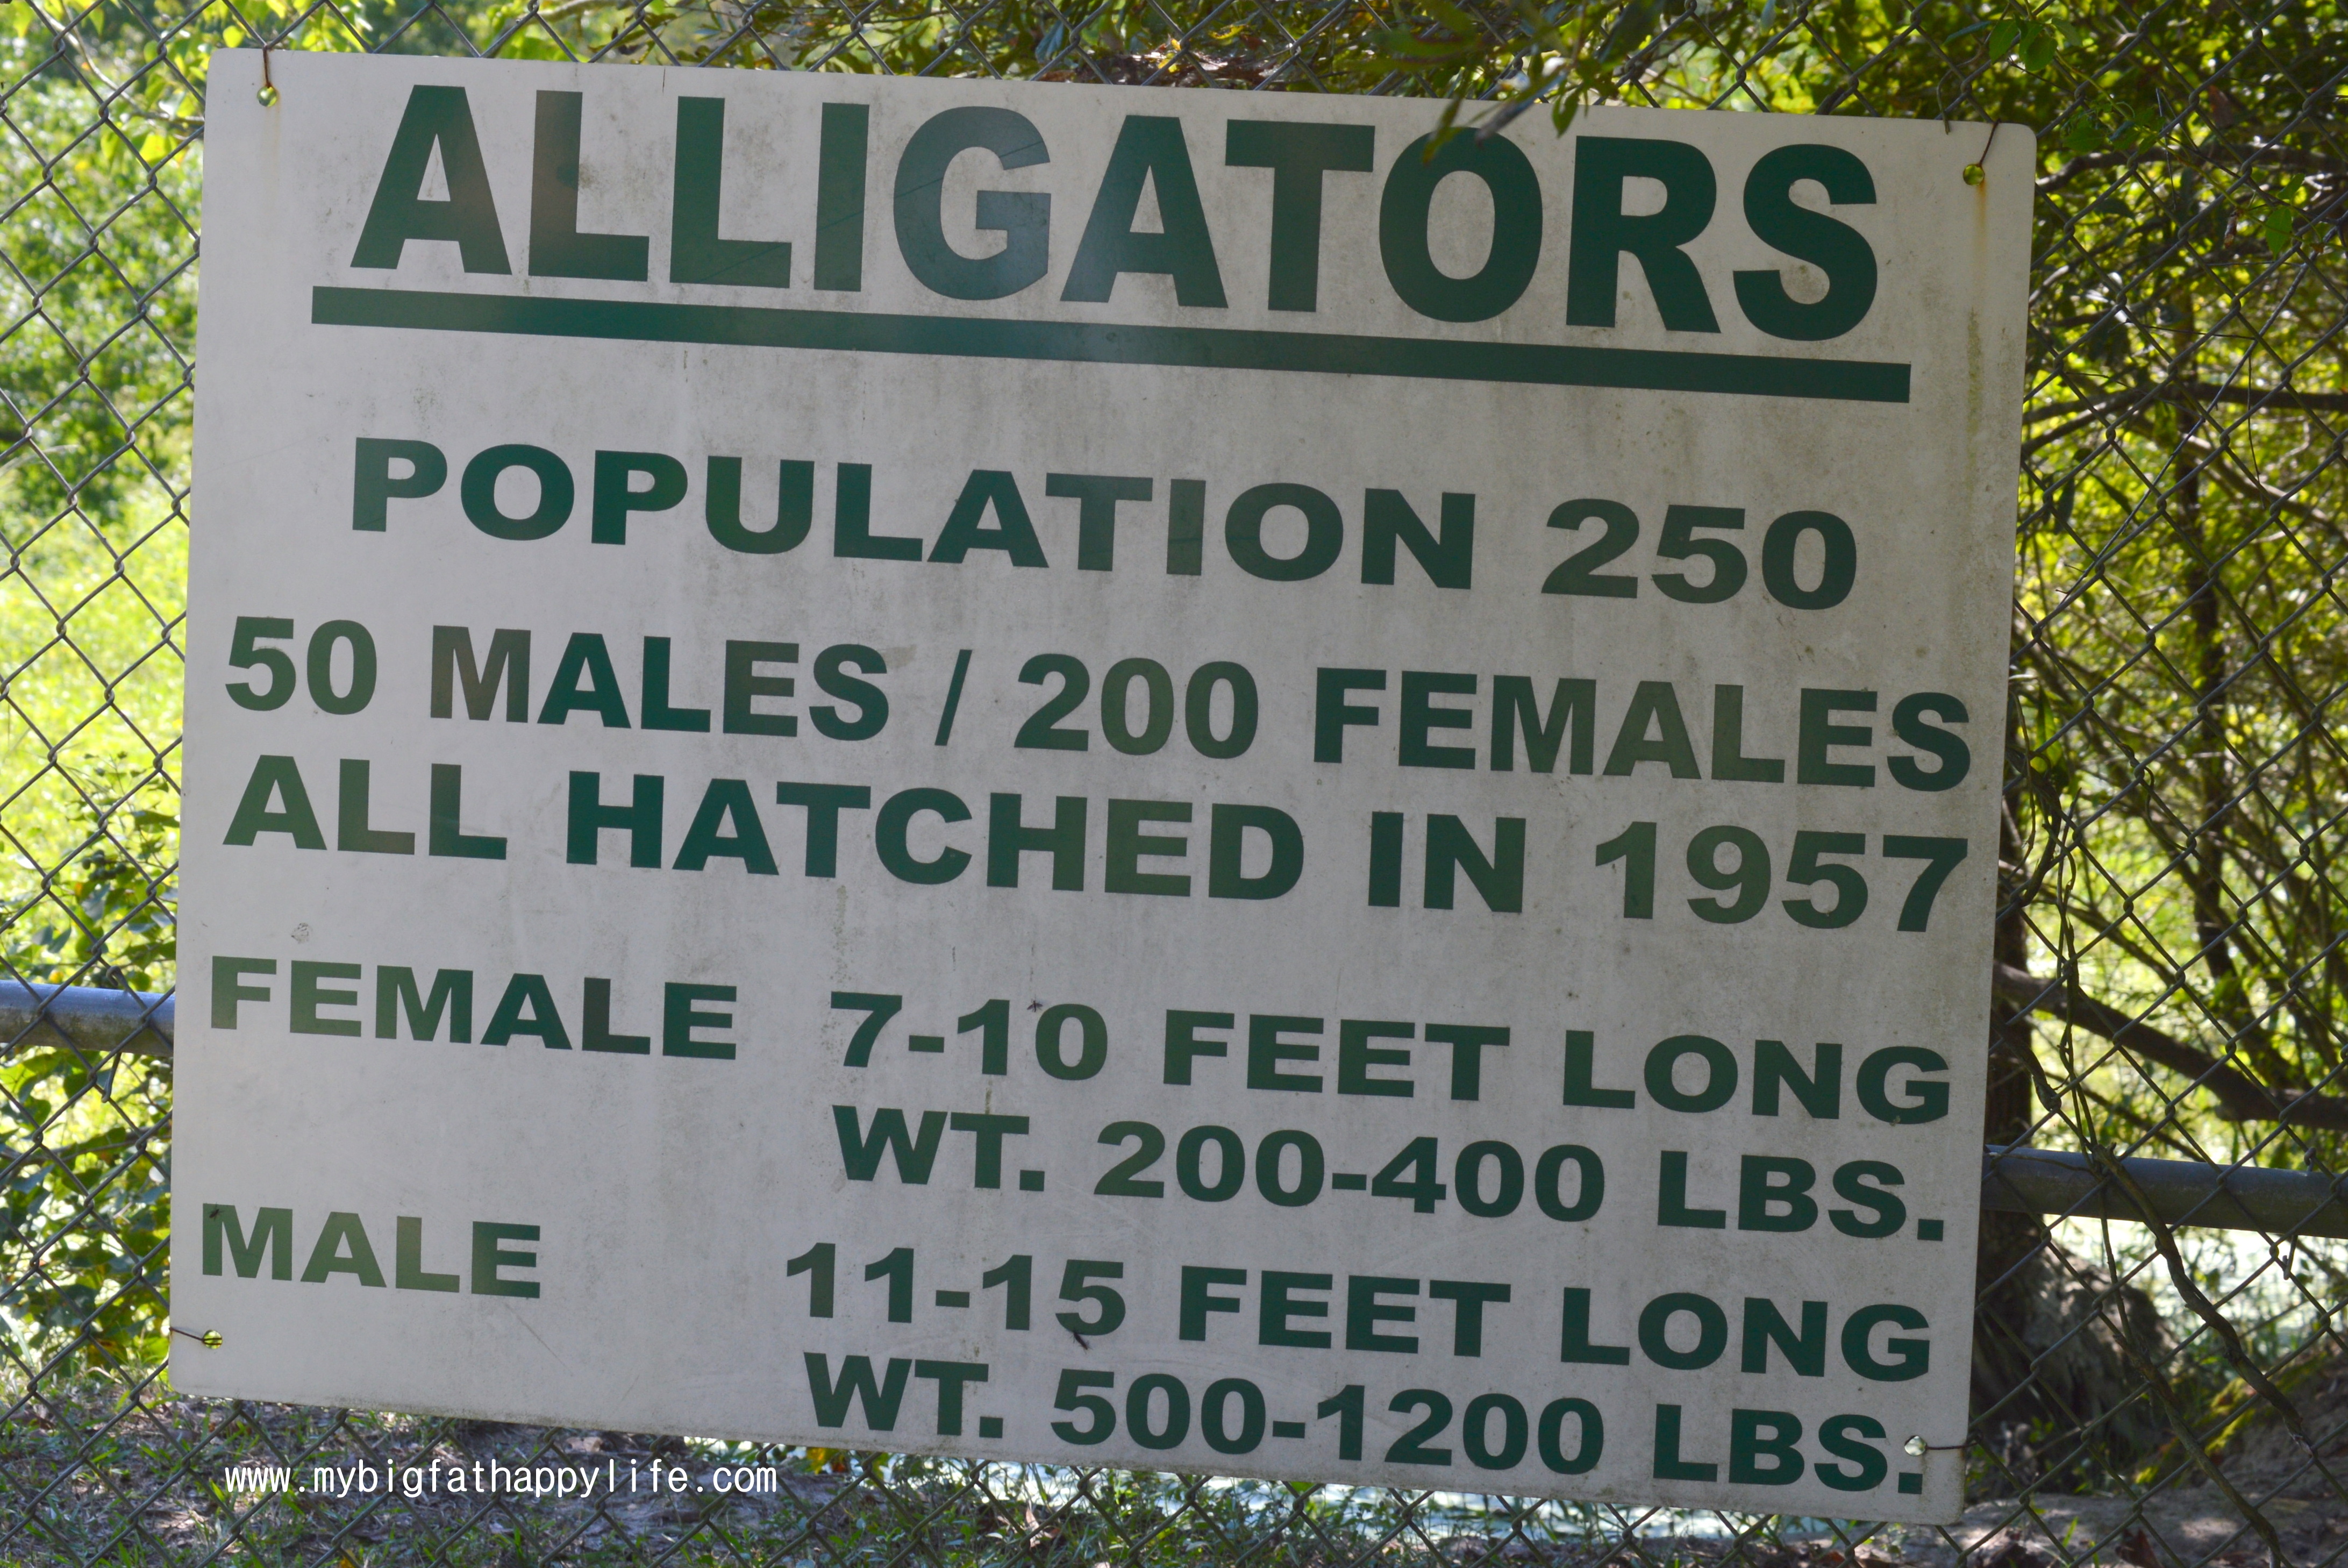 ALLIGATORS
POPULATION 250
50 MALES / 200 FEMALES
ALL HATCHED IN 1957
FEMALE 7-10 FEET LONG
WT. 200-400 LBS.
MALE 11-15 FEET LONG
WT. 500-1200 LBS.
www.mybigfathappylife.com